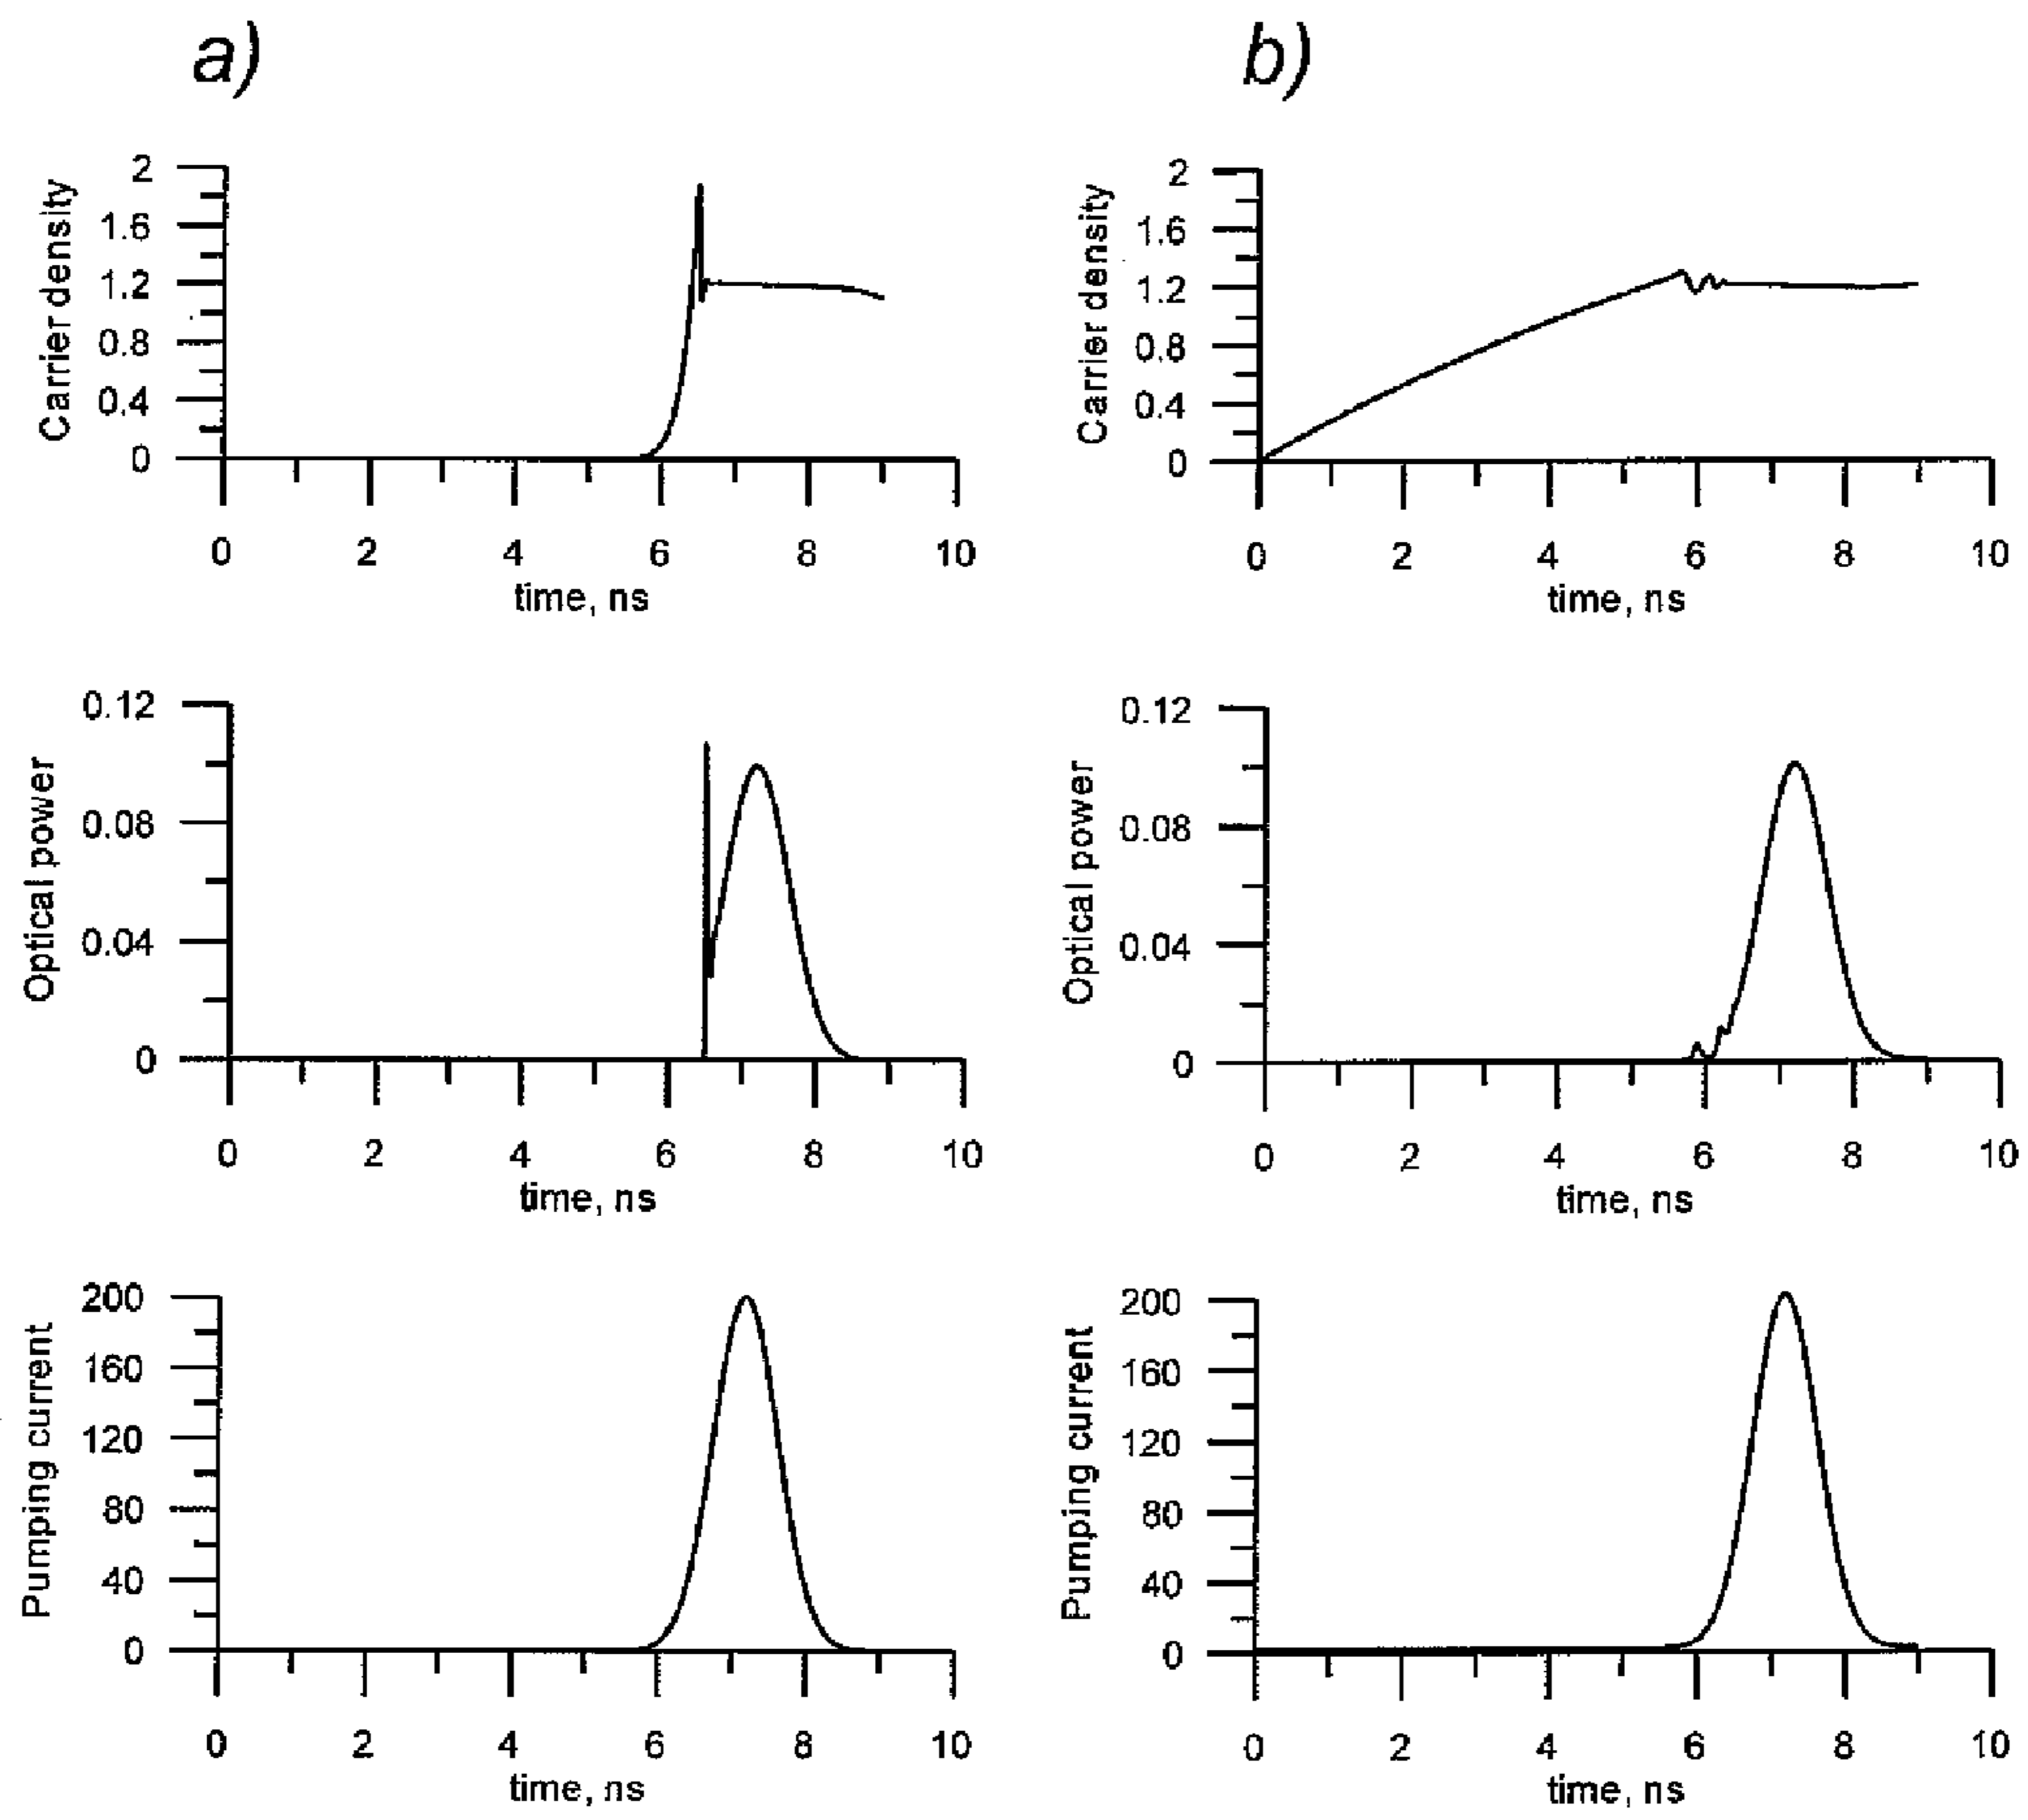 a)
b)
Carrier density
2
1.6
1.2
0.8
0.4
0
0 2 4 6 8 10
time, ns
Carrier density
2
1.6
1.2
0.8
0.4
0
0 2 4 6 8 10
time, ns
Optical power
0.12
0.08
0.04
0
0 2 4 6 8 10
time, ns
Optical power
0.12
0.08
0.04
0
0 2 4 6 8 10
time, ns
Pumping current
200
160
120
80
40
0
0 2 4 6 8 10
time, ns
Pumping current
200
160
120
80
40
0
0 2 4 6 8 10
time, ns